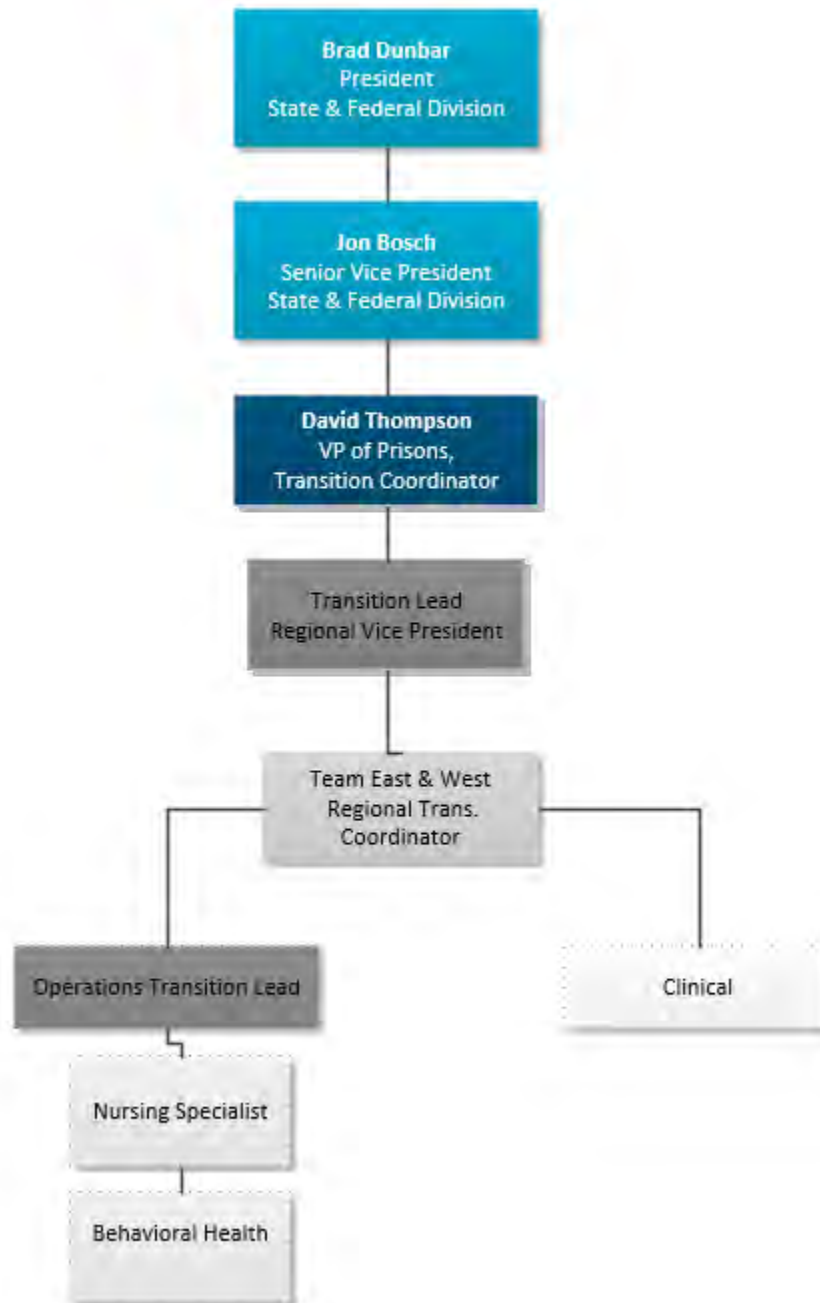 Brad Dunbar
President
State & Federal Division
Jon Bosch
Senior Vice President
State & Federal Division
David Thompson
VP of Prisons,
Transition Coordinator
Transition Lead
Regional Vice President
Team East & West
Regional Trans.
Coordinator
Operations Transition Lead
Clinical
Nursing Specialist
Behavioral Health